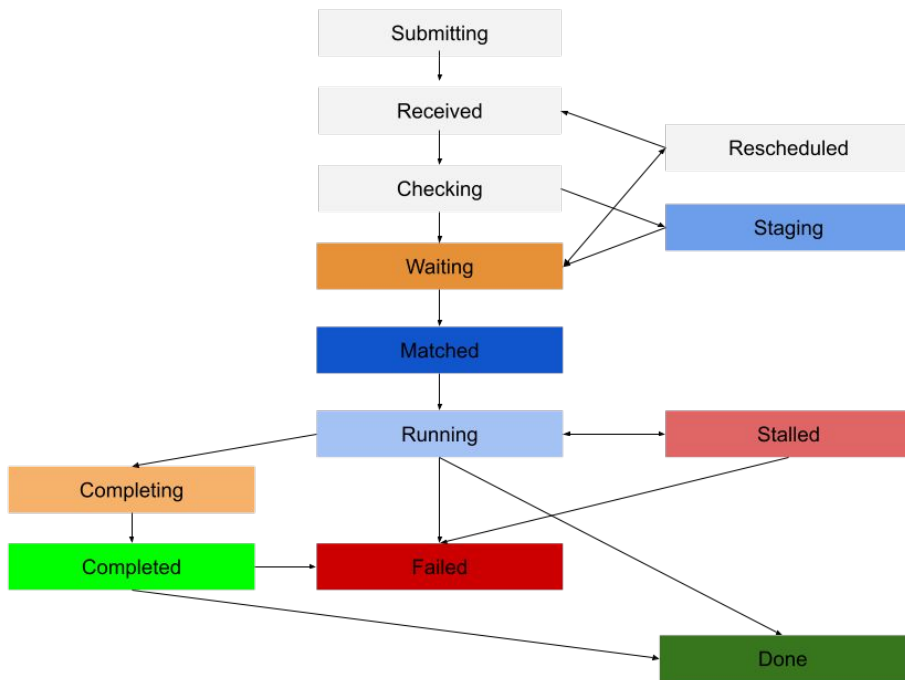 Submitting
Received
Rescheduled
Checking
Staging
Waiting
Matched
Running
Stalled
Completing
Completed
Failed
Done